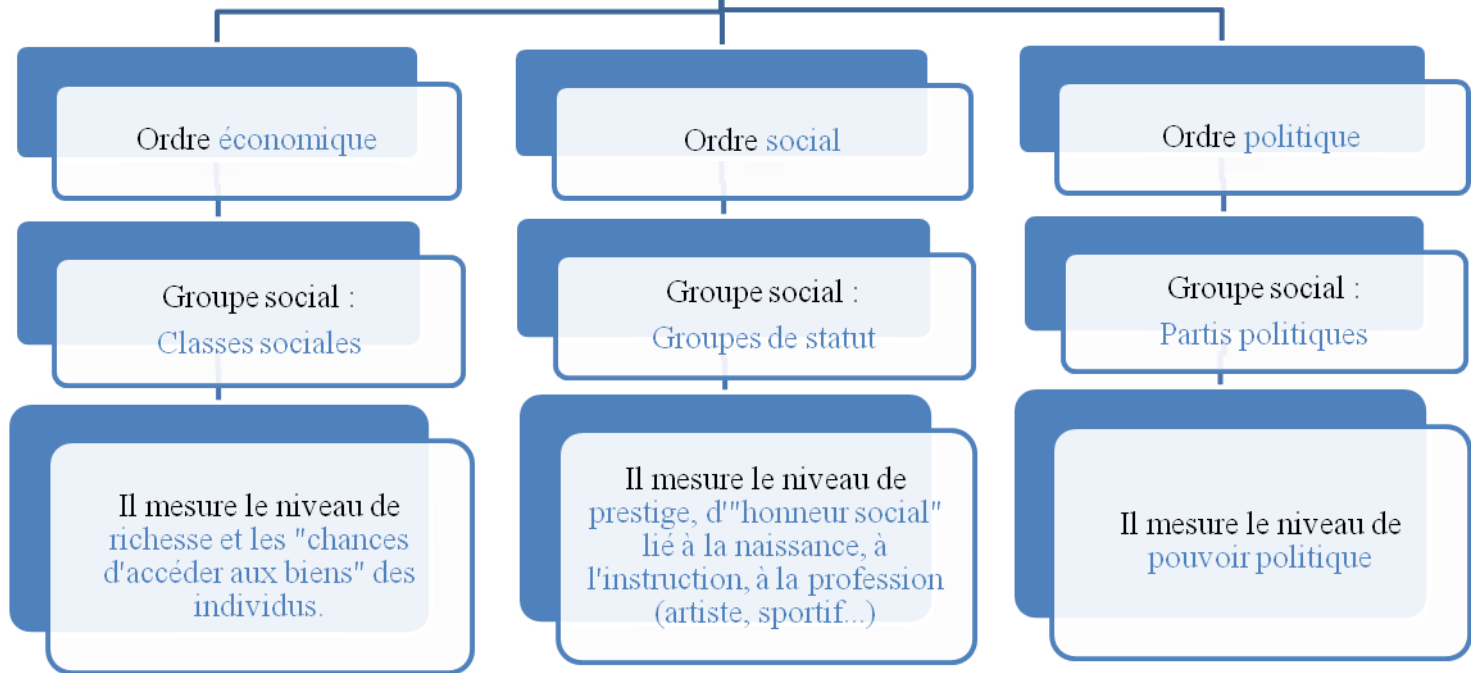 Ordre économique
Ordre social
Ordre politique
Groupe social :
Classes sociales
Groupe social :
Groupes de statut
Groupe social :
Partis politiques
Il mesure le niveau de
richesse et les "chances
d'accéder aux biens" des
individus.
Il mesure le niveau de
prestige, d'"honneur social"
lié à la naissance, à
l'instruction, à la profession
(artiste, sportif...)
Il mesure le niveau de
pouvoir politique